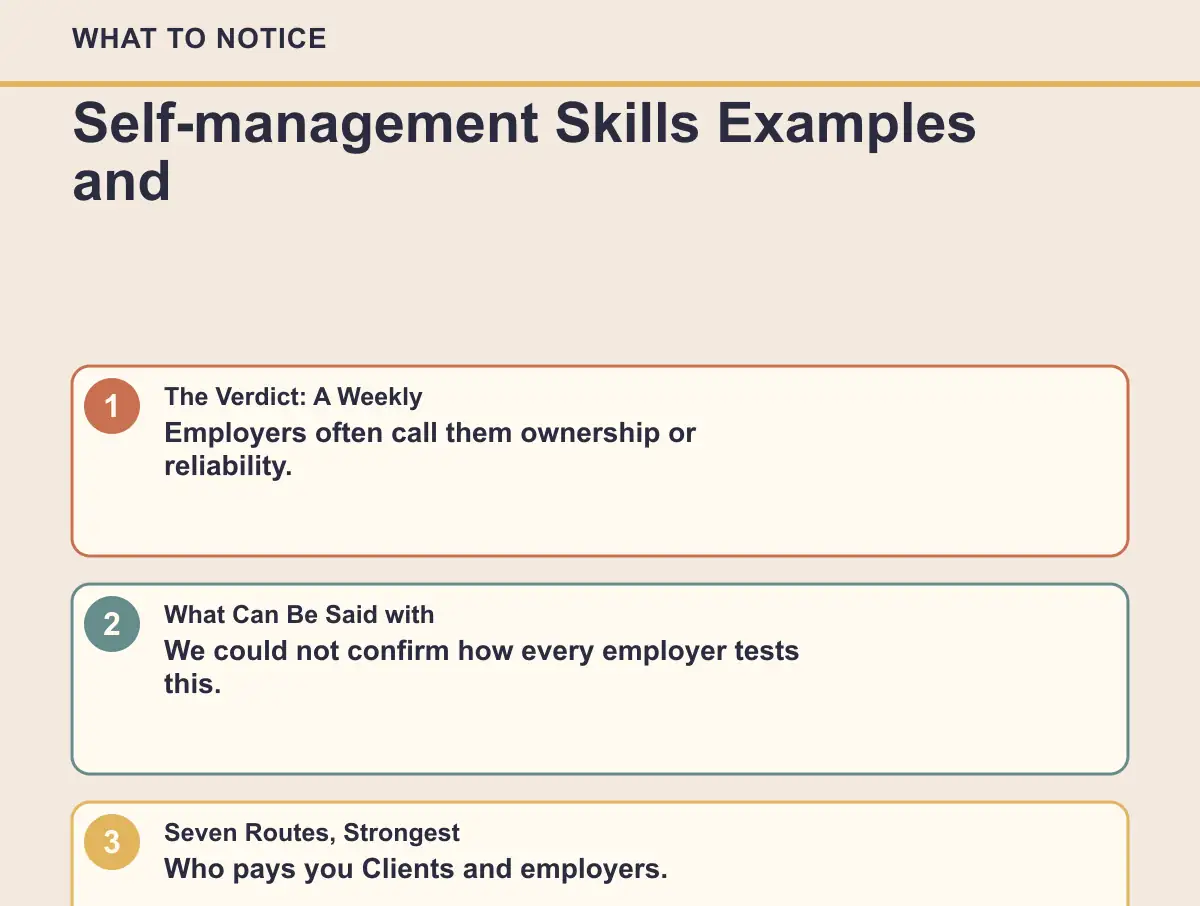 WHAT TO NOTICE
Self-management Skills Examples
and
1
The Verdict: A Weekly
Employers often call them ownership or
reliability.
2
What Can Be Said with
We could not confirm how every employer tests
this.
3
Seven Routes, Strongest
Who pays you Clients and employers.